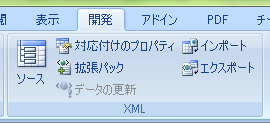 表示 開発 アドイン PDF
ソース
対応付けのプロパティ
拡張パック
データの更新
インポート
エクスポート
XML